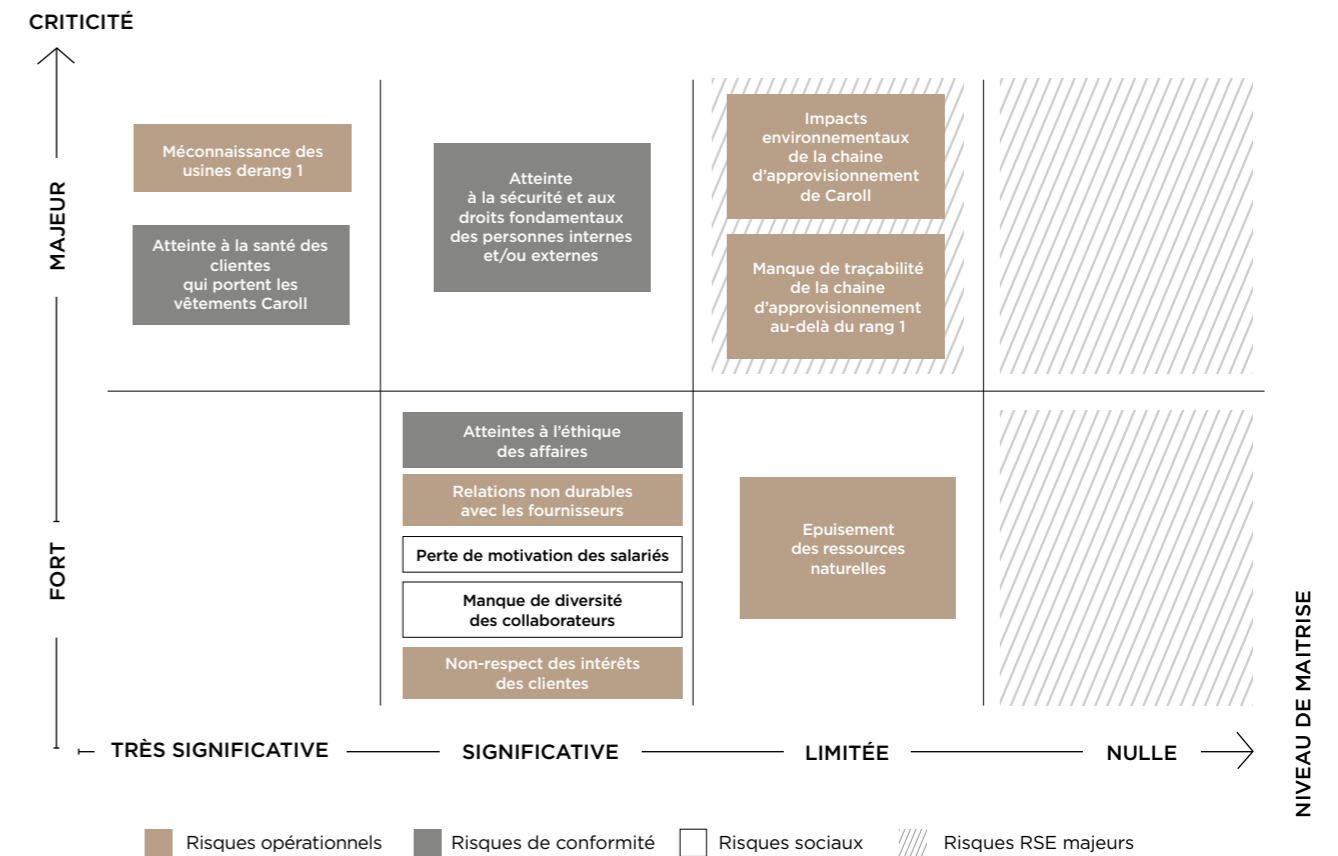 CRITICITÉ
MAJEUR
Méconnaissance des
usines derang 1
Atteinte à la santé des
clientes
qui portent les
vêtements Caroll
Atteinte
à la sécurité et aux
droits fondamentaux
des personnes internes
et/ou externes
Impacts
environnementaux
de la chaine
d'approvisionnement
de Caroll
Manque de traçabilité
de la chaine
d'approvisionnement
au-delà du rang 1
FORT
Atteintes à l'éthique
des affaires
Relations non durables
avec les fournisseurs
Perte de motivation des salariés
Manque de diversité
des collaborateurs
Non-respect des intérêts
des clientes
Epuisement
des ressources
naturelles
TRÈS SIGNIFICATIVE
SIGNIFICATIVE
LIMITÉE
NULLE
NIVEAU DE MAITRISE
Risques opérationnels
Risques de conformité
Risques sociaux
Risques RSE majeurs